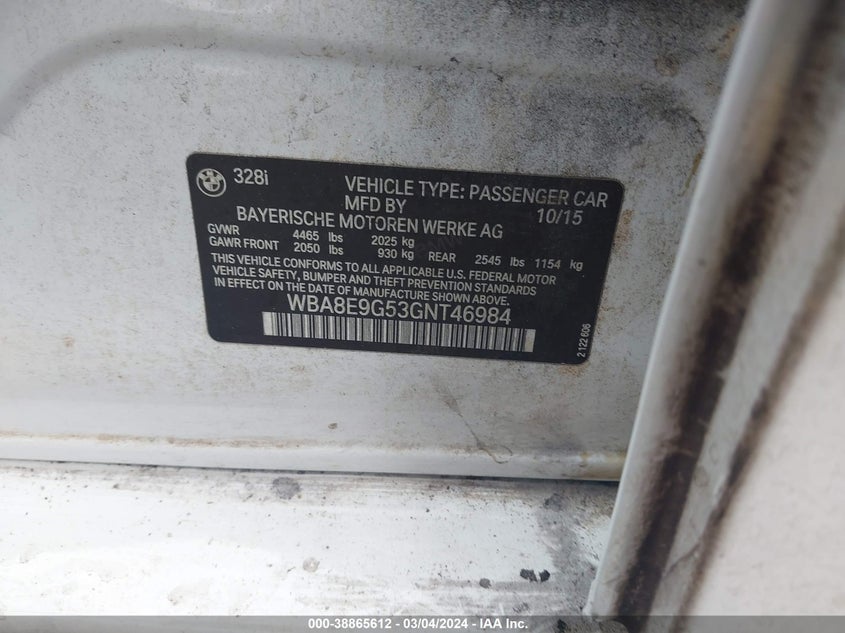 328i
VEHICLE TYPE: PASSENGER CAR
MFD BY 10/15
BAYERISCHE MOTOREN WERKE AG
GVWR 4465 lbs 2025 kg
GAWR FRONT 2050 lbs 930 kg REAR 2545 lbs 1154 kg
THIS VEHICLE CONFORMS TO ALL APPLICABLE U.S. FEDERAL MOTOR
VEHICLE SAFETY, BUMPER AND THEFT PREVENTION STANDARDS
IN EFFECT ON THE DATE OF MANUFACTURE SHOWN ABOVE.
WBA8E9G53GNT46984
2 122 606
000-38865612 - 03/04/2024 - IAA Inc.